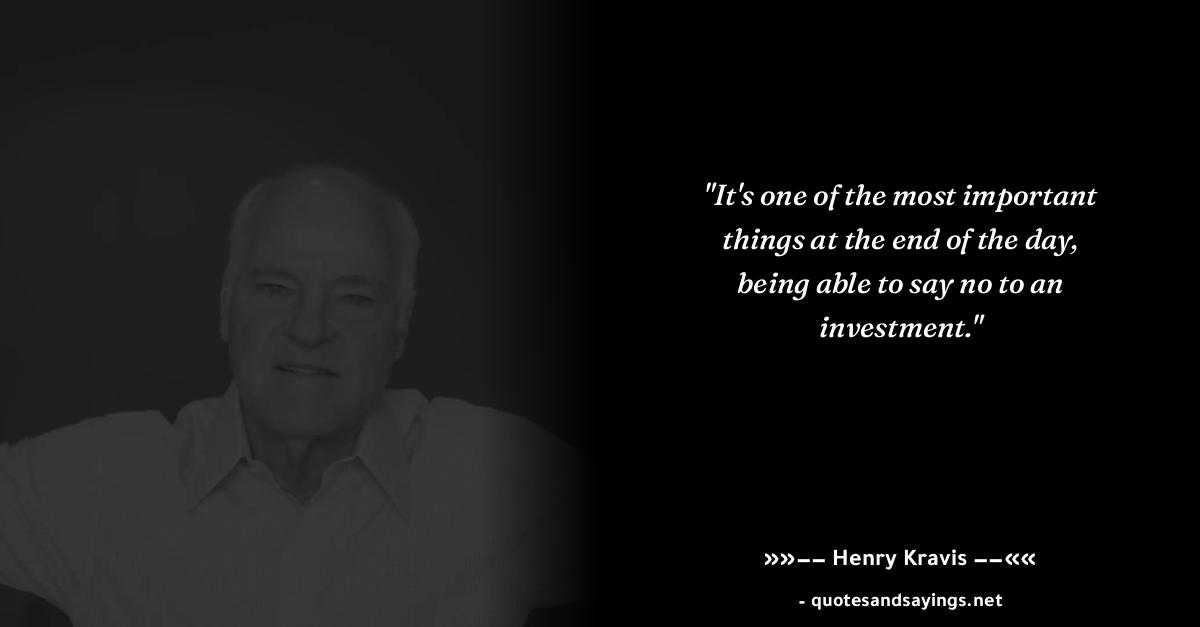 "It's one of the most important
things at the end of the day,
being able to say no to an
investment."
»»−− Henry Kravis −−««
- quotesandsayings.net